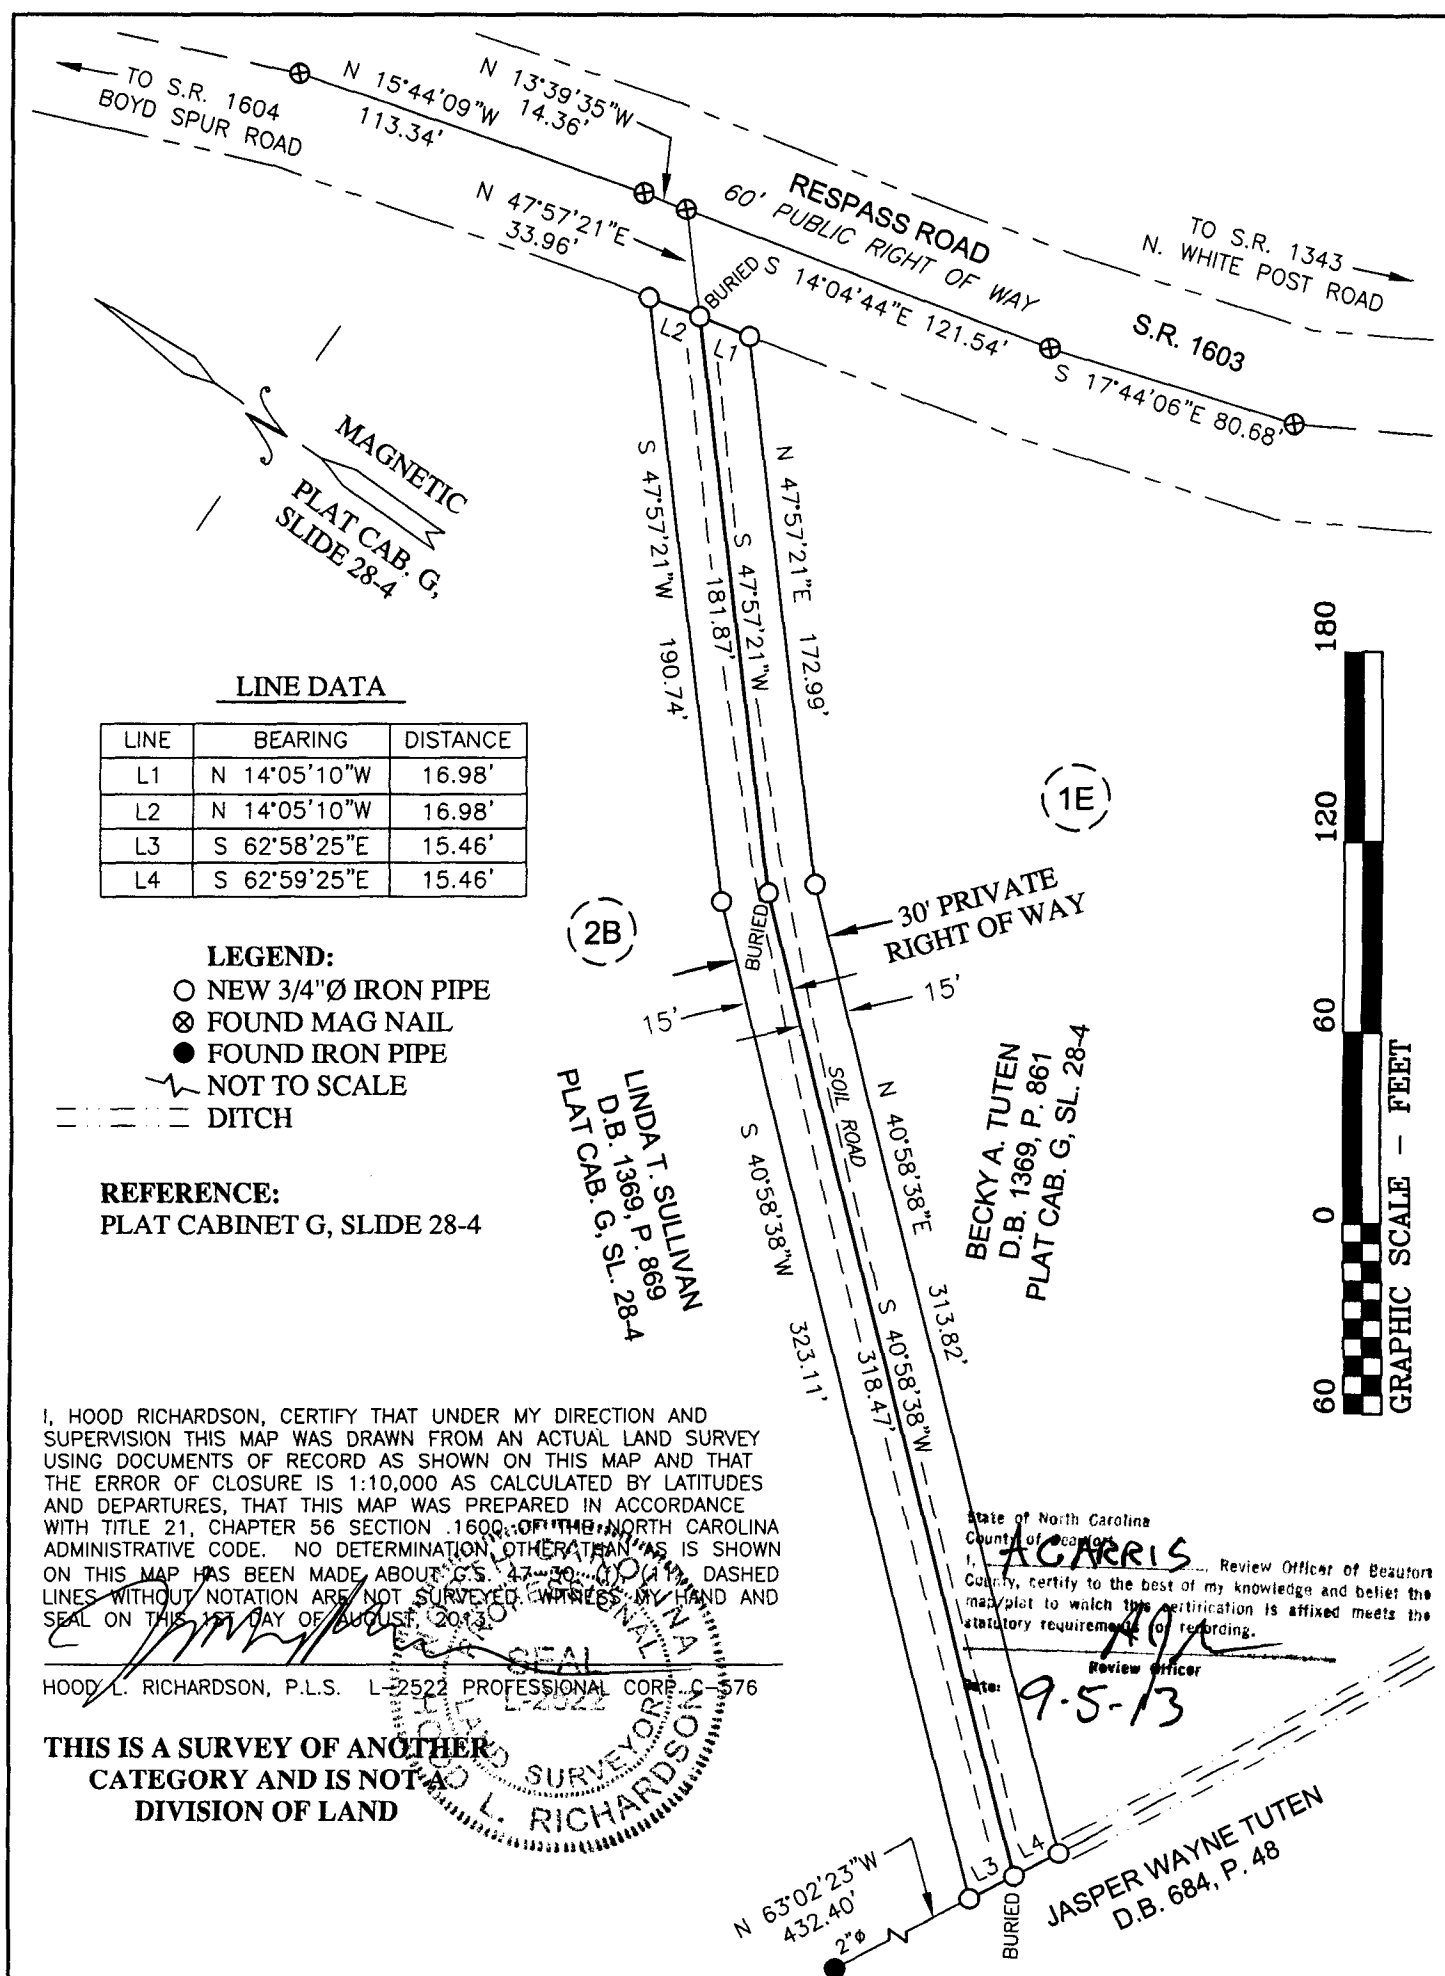 TO S.R. 1604
BOYD SPUR ROAD
N 15°44'09"W
113.34'
N 13°39'35"W
14.36'
N 47°57'21"E
33.96'
RESPASS ROAD
60' PUBLIC RIGHT OF WAY
TO S.R. 1343
N. WHITE POST ROAD
S.R. 1603
BURIED
S 14°04'44"E 121.54'
S 17°44'06"E 80.68'
L2
L1
N
MAGNETIC
PLAT CAB. G,
SLIDE 28-4
S 47°57'21"W 190.74'
181.87'
S 47°57'21"W
N 47°57'21"E 172.99'
LINE DATA
LINE BEARING DISTANCE
L1 N 14°05'10"W 16.98'
L2 N 14°05'10"W 16.98'
L3 S 62°58'25"E 15.46'
L4 S 62°59'25"E 15.46'
1E
2B
BURIED
30' PRIVATE
RIGHT OF WAY
15'
15'
LEGEND:
NEW 3/4"Ø IRON PIPE
FOUND MAG NAIL
FOUND IRON PIPE
NOT TO SCALE
DITCH
REFERENCE:
PLAT CABINET G, SLIDE 28-4
LINDA T. SULLIVAN
D.B. 1369, P. 869
PLAT CAB. G, SL. 28-4
SOIL ROAD
BECKY A. TUTEN
D.B. 1369, P. 861
PLAT CAB. G, SL. 28-4
S 40°58'38"W 323.11'
318.47'
S 40°58'38"W
N 40°58'38"E 313.82'
180
120
60
0
60
GRAPHIC SCALE - FEET
I, HOOD RICHARDSON, CERTIFY THAT UNDER MY DIRECTION AND
SUPERVISION THIS MAP WAS DRAWN FROM AN ACTUAL LAND SURVEY
USING DOCUMENTS OF RECORD AS SHOWN ON THIS MAP AND THAT
THE ERROR OF CLOSURE IS 1:10,000 AS CALCULATED BY LATITUDES
AND DEPARTURES, THAT THIS MAP WAS PREPARED IN ACCORDANCE
WITH TITLE 21, CHAPTER 56 SECTION .1600 OF THE NORTH CAROLINA
ADMINISTRATIVE CODE. NO DETERMINATION OTHER THAN AS IS SHOWN
ON THIS MAP HAS BEEN MADE ABOUT G.S. 47-30 (f) (11). DASHED
LINES WITHOUT NOTATION ARE NOT SURVEYED. WITNESS MY HAND AND
SEAL ON THIS 1ST DAY OF AUGUST, 2013.
HOOD L. RICHARDSON, P.L.S. L-2522 PROFESSIONAL CORP. C-576
NORTH CAROLINA
PROFESSIONAL
SEAL
L-2522
LAND SURVEYOR
HOOD L. RICHARDSON
THIS IS A SURVEY OF ANOTHER
CATEGORY AND IS NOT A
DIVISION OF LAND
State of North Carolina
County of Beaufort
I, A CARRIS, Review Officer of Beaufort
County, certify to the best of my knowledge and belief the
map/plat to which this certification is affixed meets the
statutory requirements for recording.
Review Officer
Date: 9-5-13
L3
L4
BURIED
N 63°02'23"W
432.40'
2"ø
JASPER WAYNE TUTEN
D.B. 684, P. 48